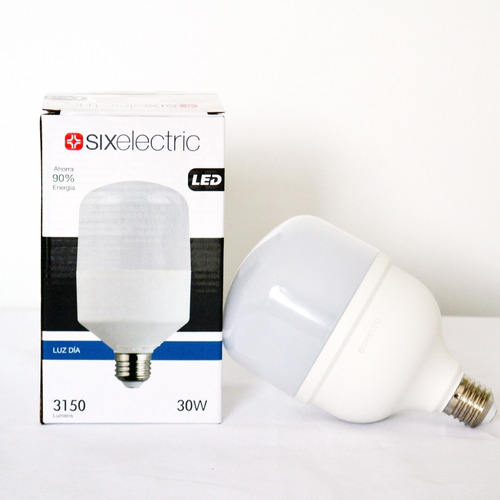 SIXelectric
Ahorra
90%
Energía
LED
LUZ DÍA
3150
Lumens
30W